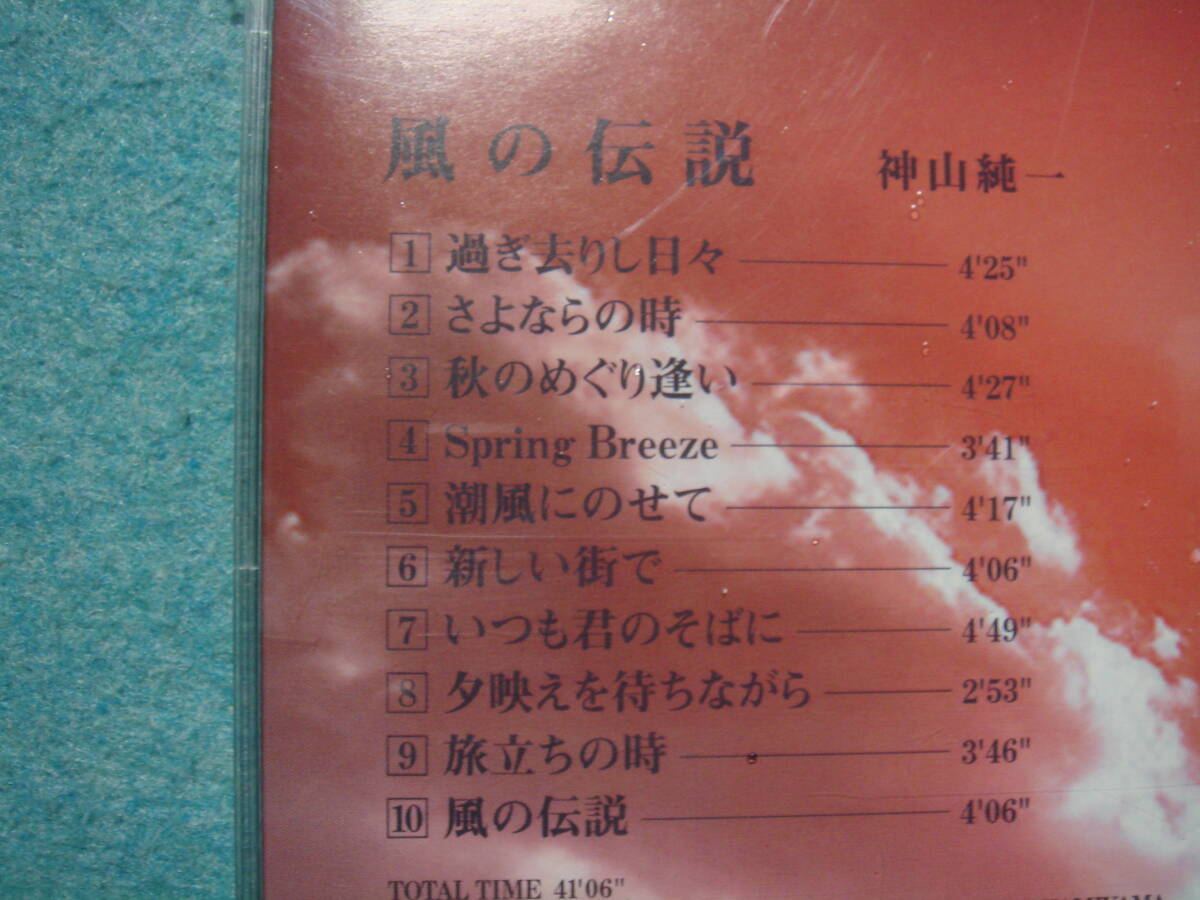 風の伝説 神山純一
1 過ぎ去りし日々 4'25"
2 さよならの時 4'08"
3 秋のめぐり逢い 4'27"
4 Spring Breeze 3'41"
5 潮風にのせて 4'17"
6 新しい街で 4'06"
7 いつも君のそばに 4'49"
8 夕映えを待ちながら 2'53"
9 旅立ちの時 3'46"
10 風の伝説 4'06"
TOTAL TIME 41'06"